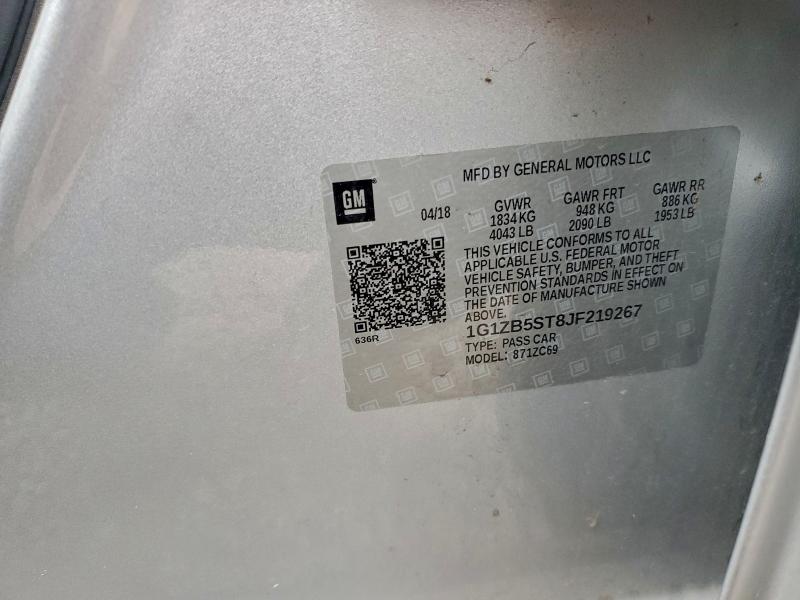 MFD BY GENERAL MOTORS LLC
GM
04/18
GVWR
1834 KG
4043 LB
GAWR FRT
948 KG
2090 LB
GAWR RR
886 KG
1953 LB
THIS VEHICLE CONFORMS TO ALL
APPLICABLE U.S. FEDERAL MOTOR
VEHICLE SAFETY, BUMPER, AND THEFT
PREVENTION STANDARDS IN EFFECT ON
THE DATE OF MANUFACTURE SHOWN
ABOVE.
1G1ZB5ST8JF219267
TYPE: PASS CAR
MODEL: 871ZC69
636R